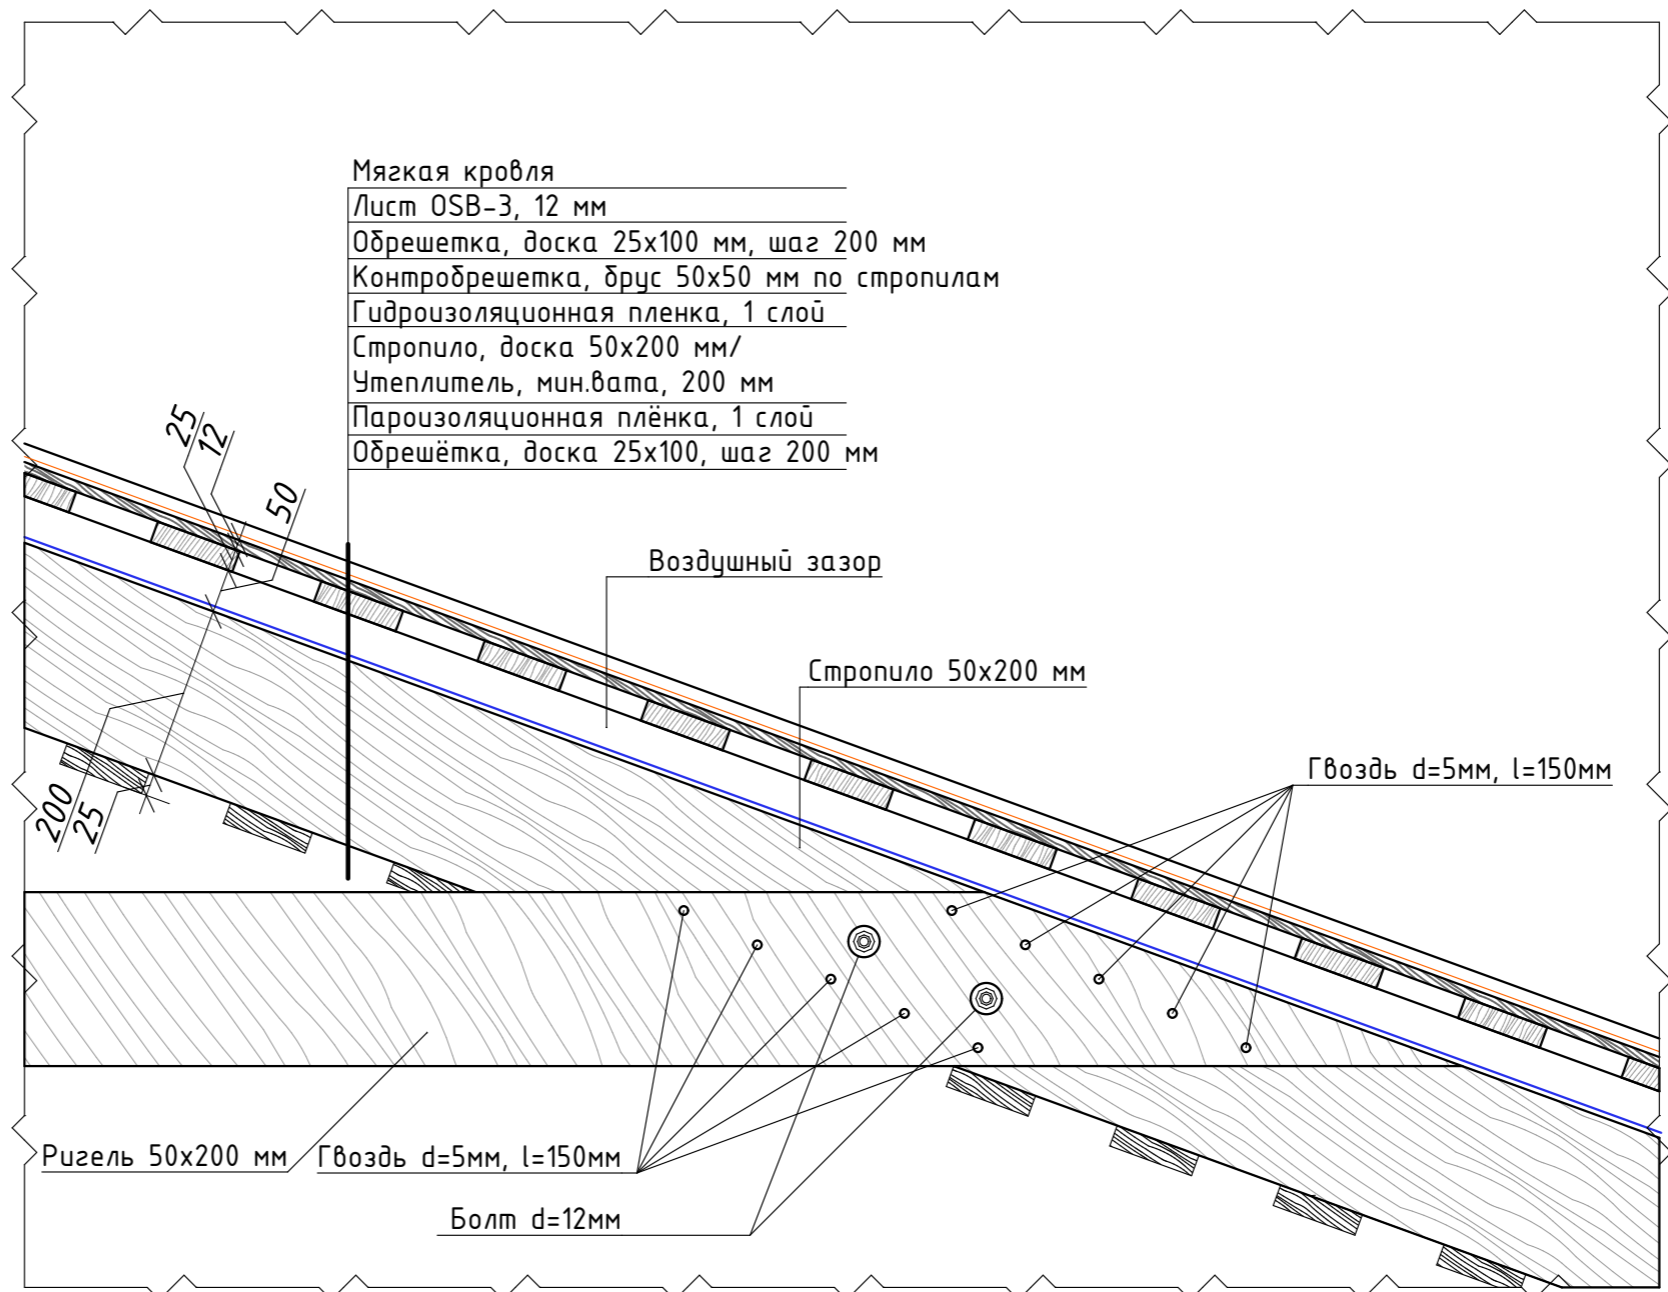 Мягкая кровля
Лист OSB-3, 12 мм
Обрешетка, доска 25х100 мм, шаг 200 мм
Контробрешетка, брус 50х50 мм по стропилам
Гидроизоляционная пленка, 1 слой
Стропило, доска 50х200 мм/
Утеплитель, мин.вата, 200 мм
Пароизоляционная плёнка, 1 слой
Обрешётка, доска 25х100, шаг 200 мм
25
12
50
Воздушный зазор
Стропило 50х200 мм
Гвоздь d=5мм, l=150мм
200
25
Ригель 50х200 мм
Гвоздь d=5мм, l=150мм
Болт d=12мм